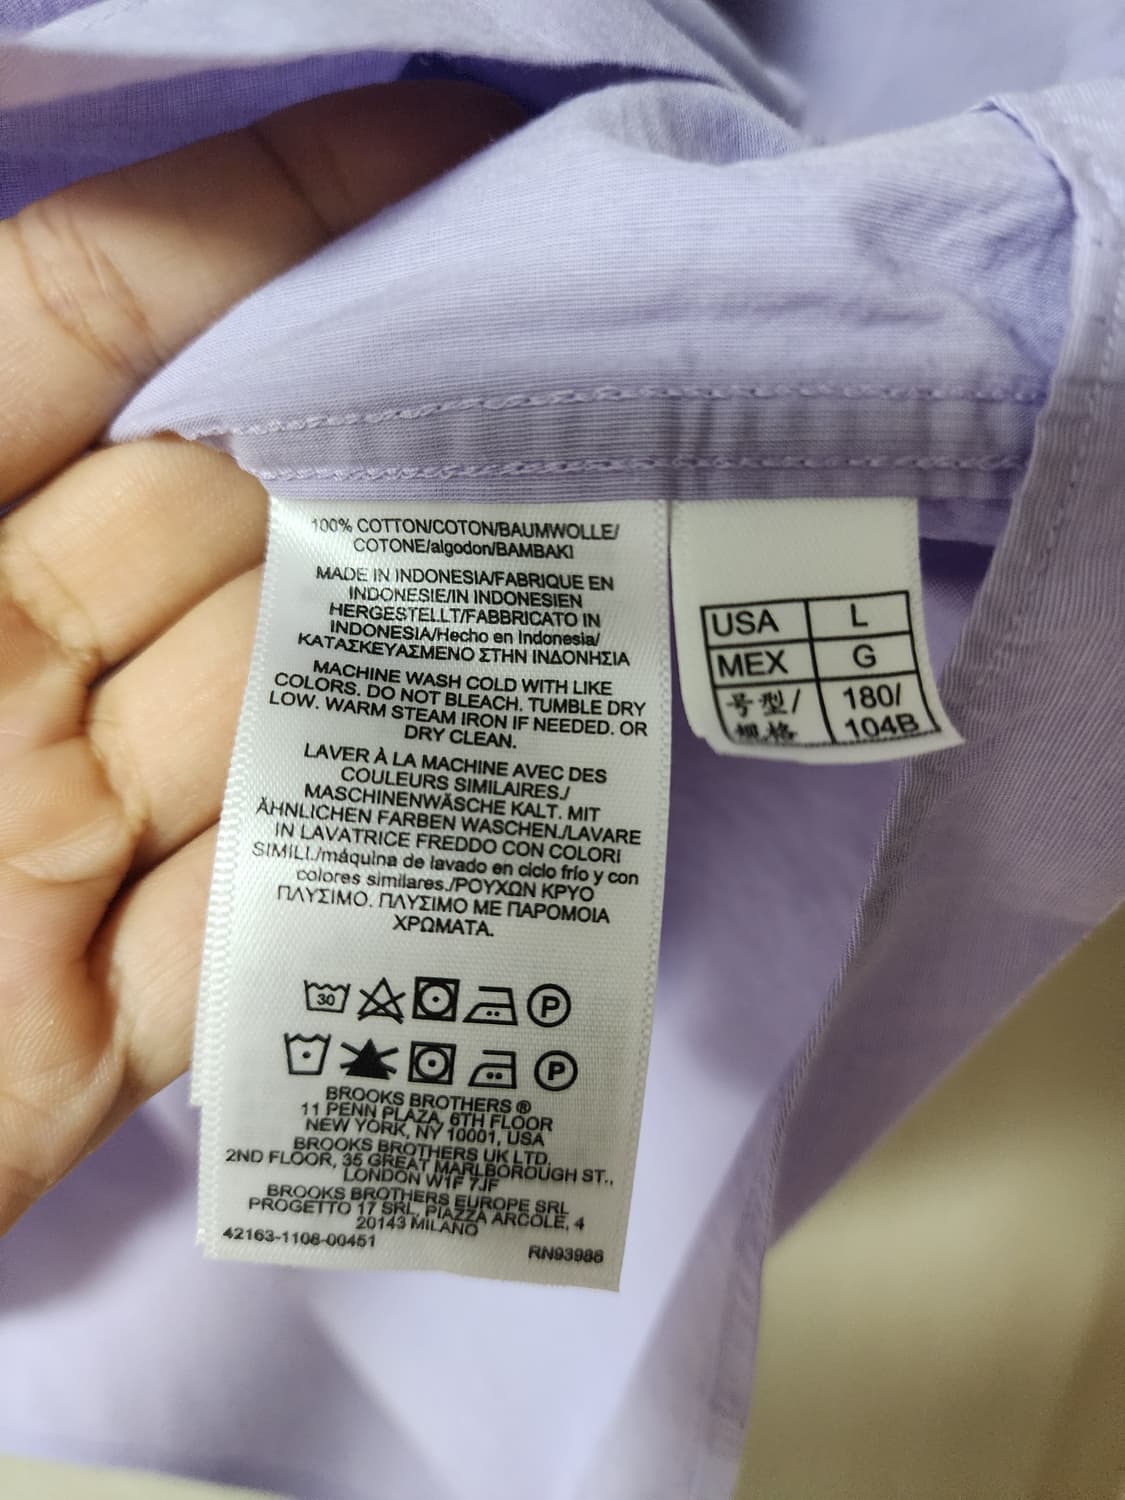 100% COTTON/COTON/BAUMWOLLE/
COTONE/algodon/BAMBAKI
MADE IN INDONESIA/FABRIQUE EN
INDONESIE/IN INDONESIEN
HERGESTELLT/FABBRICATO IN
INDONESIA/Hecho en Indonesia/
ΚΑΤΑΣΚΕΥΑΣΜΕΝΟ ΣΤΗΝ ΙΝΔΟΝΗΣΙΑ
MACHINE WASH COLD WITH LIKE
COLORS. DO NOT BLEACH. TUMBLE DRY
LOW. WARM STEAM IRON IF NEEDED. OR
DRY CLEAN.
LAVER À LA MACHINE AVEC DES
COULEURS SIMILAIRES./
MASCHINENWÄSCHE KALT. MIT
ÄHNLICHEN FARBEN WASCHEN./LAVARE
IN LAVATRICE FREDDO CON COLORI
SIMILI./máquina de lavado en ciclo frío y con
colores similares./ΡΟΥΧΩΝ ΚΡΥΟ
ΠΛΥΣΙΜΟ. ΠΛΥΣΙΜΟ ΜΕ ΠΑΡΟΜΟΙΑ
ΧΡΩΜΑΤΑ.
30 P
P
BROOKS BROTHERS ®
11 PENN PLAZA, 6TH FLOOR
NEW YORK, NY 10001, USA
BROOKS BROTHERS UK LTD.
2ND FLOOR, 35 GREAT MARLBOROUGH ST.,
LONDON W1F 7JF
BROOKS BROTHERS EUROPE SRL
PROGETTO 17 SRL, PIAZZA ARCOLE, 4
20143 MILANO
42163-1108-00451 RN93986
USA L
MEX G
号型/ 180/
规格 104B